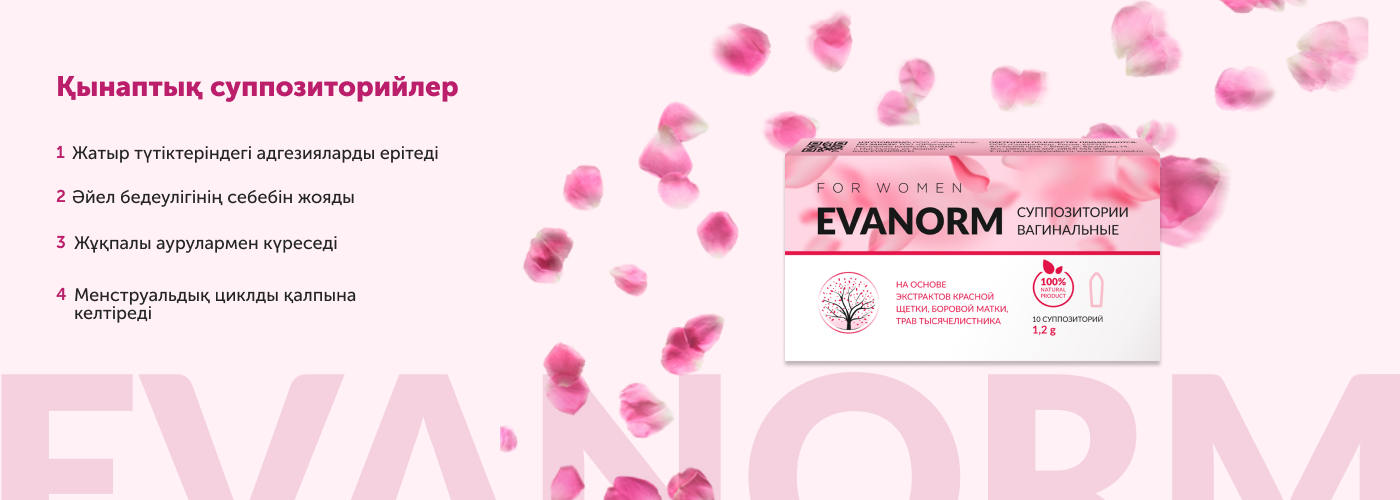 Қынаптық суппозиторийлер
1 Жатыр түтіктеріндегі адгезияларды ерітеді
2 Әйел бедеулігінің себебін жояды
3 Жұқпалы аурулармен күреседі
4 Менструальдық циклды қалпына
келтіреді
FOR WOMEN
EVANORM
СУППОЗИТОРИИ
ВАГИНАЛЬНЫЕ
НА ОСНОВЕ
ЭКСТРАКТОВ КРАСНОЙ
ЩЕТКИ, БОРОВОЙ МАТКИ,
ТРАВ ТЫСЯЧЕЛИСТНИКА
100%
NATURAL
PRODUCT
10 СУППОЗИТОРИЙ
1,2 g
EVANORM